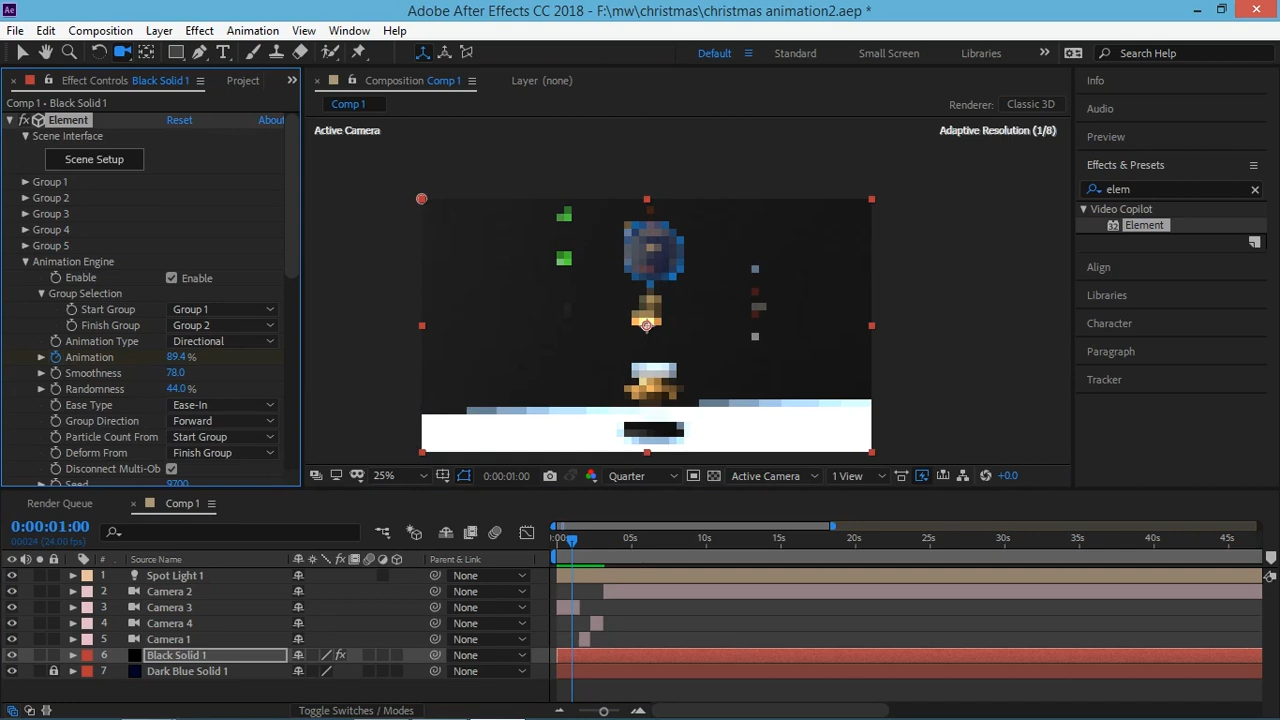 Ae Adobe After Effects CC 2018 - F:\mw\christmas\christmas animation2.aep *
File Edit Composition Layer Effect Animation View Window Help
Default Standard Small Screen Libraries Search Help
Effect Controls Black Solid 1 Project
Composition Comp 1 Layer (none)
Info
Comp 1 · Black Solid 1
Comp 1 Renderer: Classic 3D
Audio
fx Element Reset About
Scene Interface
Active Camera Adaptive Resolution (1/8)
Preview
Scene Setup
Effects & Presets
Group 1
elem
Group 2
Group 3
Video Copilot
Group 4
32 Element
Group 5
Animation Engine
Align
Enable Enable
Group Selection
Libraries
Start Group Group 1
Finish Group Group 2
Character
Animation Type Directional
Paragraph
Animation 89.4 %
Smoothness 78.0
Tracker
Randomness 44.0 %
Ease Type Ease-In
Group Direction Forward
Particle Count From Start Group
Deform From Finish Group
Disconnect Multi-Ob
Seed 9700
25% 0:00:01:00 Quarter Active Camera 1 View +0.0
Render Queue Comp 1
0:00:01:00
00024 (24.00 fps)
:00s 05s 10s 15s 20s 25s 30s 35s 40s 45s
# Source Name fx Parent & Link
1 Spot Light 1 None
2 Camera 2 None
3 Camera 3 None
4 Camera 4 None
5 Camera 1 None
6 Black Solid 1 fx None
7 Dark Blue Solid 1 None
Toggle Switches / Modes